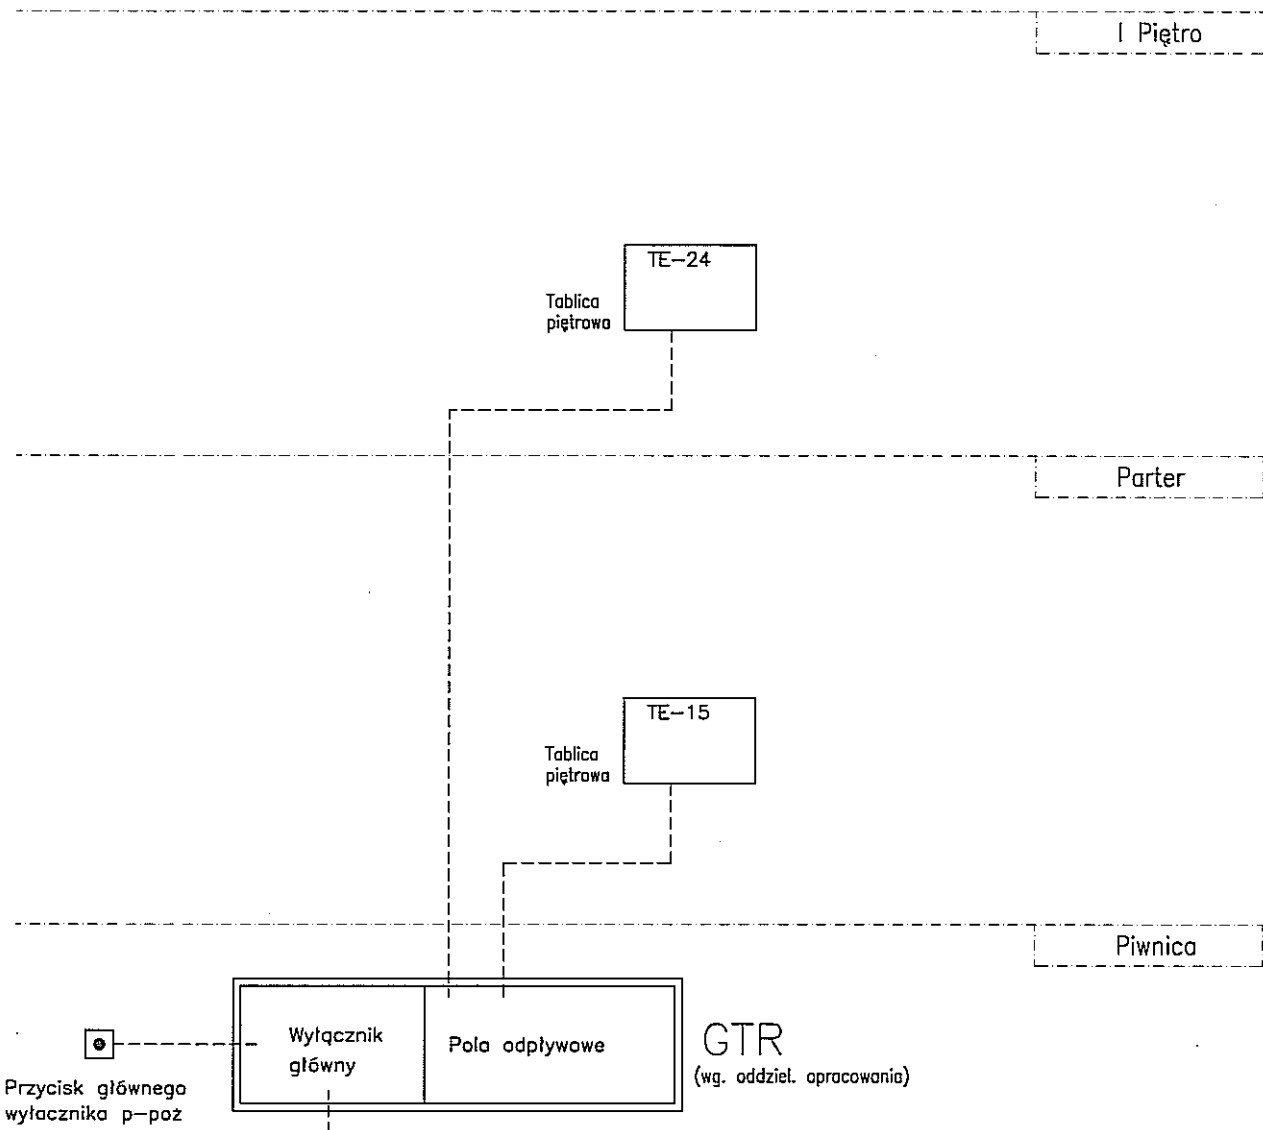 I Piętro
TE-24
Tablica
piętrowa
Parter
TE-15
Tablica
piętrowa
Piwnica
Wyłącznik
główny
Pola odpływowe
GTR
(wg. oddziel. opracowania)
Przycisk głównego
wyłacznika p-poż